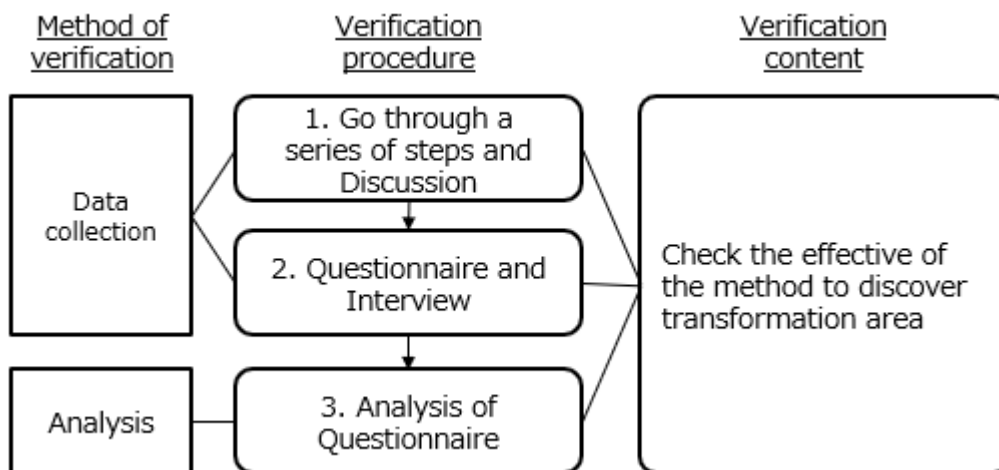 Method of
verification
Verification
procedure
Verification
content
Data
collection
1. Go through a
series of steps and
Discussion
2. Questionnaire and
Interview
Check the effective of
the method to discover
transformation area
Analysis
3. Analysis of
Questionnaire